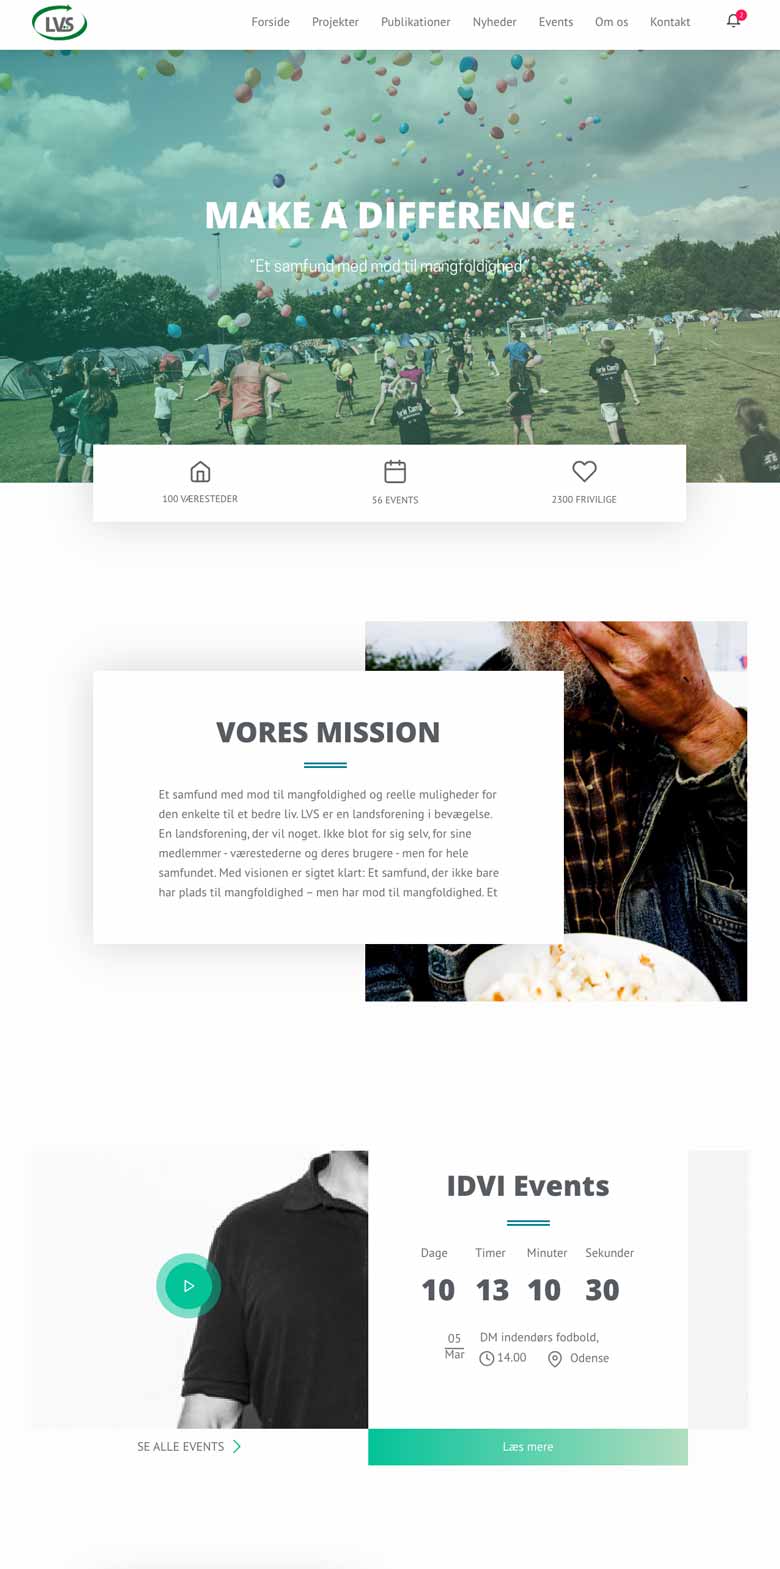 LVS
Forside Projekter Publikationer Nyheder Events Om os Kontakt
2
MAKE A DIFFERENCE
"Et samfund med mod til mangfoldighed"
100 VÆRESTEDER
56 EVENTS
2300 FRIVILIGE
VORES MISSION
Et samfund med mod til mangfoldighed og reelle muligheder for
den enkelte til et bedre liv. LVS er en landsforening i bevægelse.
En landsforening, der vil noget. Ikke blot for sig selv, for sine
medlemmer - værestederne og deres brugere - men for hele
samfundet. Med visionen er sigtet klart: Et samfund, der ikke bare
har plads til mangfoldighed – men har mod til mangfoldighed. Et
IDVI Events
Dage Timer Minuter Sekunder
10 13 10 30
05
Mar
DM indendørs fodbold,
14.00 Odense
SE ALLE EVENTS
Læs mere